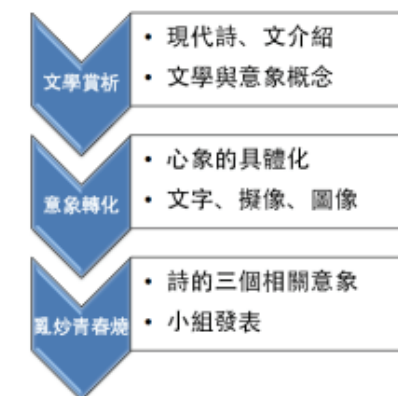 文學賞析
• 現代詩、文介紹
• 文學與意象概念
意象轉化
• 心象的具體化
• 文字、擬像、圖像
亂炒青春燒
• 詩的三個相關意象
• 小組發表